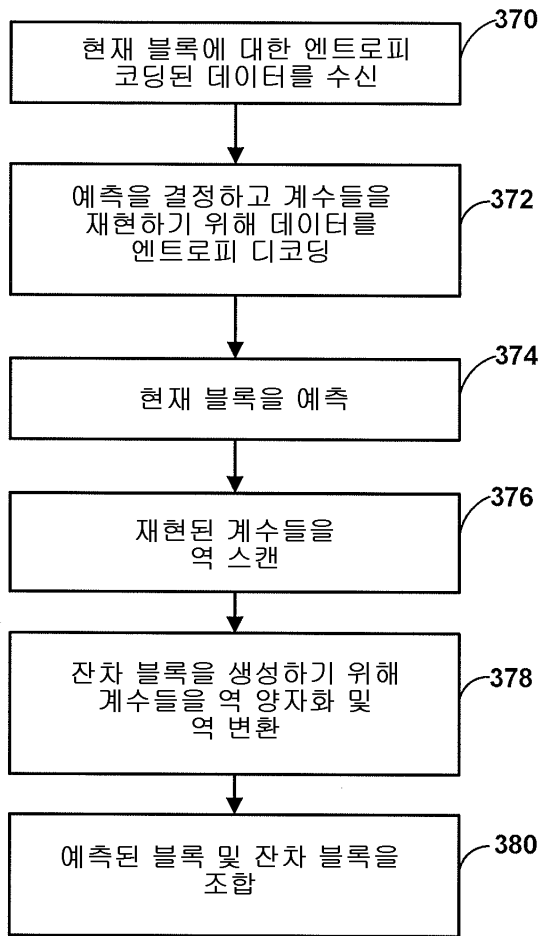 370
현재 블록에 대한 엔트로피
코딩된 데이터를 수신
372
예측을 결정하고 계수들을
재현하기 위해 데이터를
엔트로피 디코딩
374
현재 블록을 예측
376
재현된 계수들을
역 스캔
378
잔차 블록을 생성하기 위해
계수들을 역 양자화 및
역 변환
380
예측된 블록 및 잔차 블록을
조합